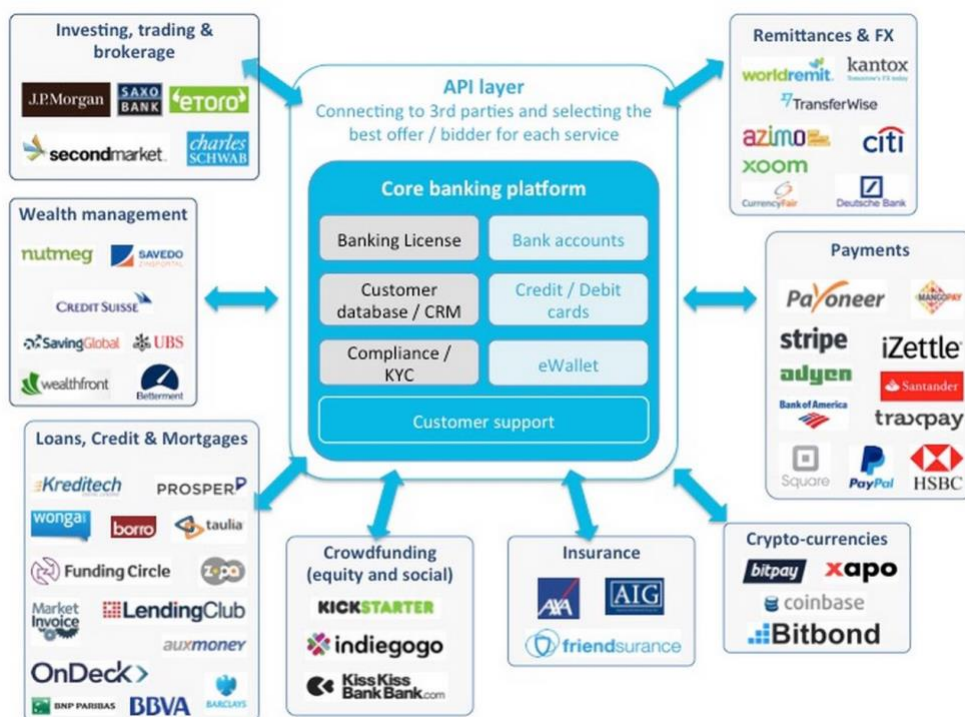 Investing, trading &
brokerage
J.P.Morgan
SAXO
BANK
eTORO
secondmarket
charles
SCHWAB
Wealth management
nutmeg
SAVEDO
CREDIT SUISSE
SavingGlobal
UBS
wealthfront
Betterment
Loans, Credit & Mortgages
Kreditech
PROSPER
wonga
borro
taulia
Funding Circle
ZOPA
Market
Invoice
LendingClub
auxmoney
OnDeck
BNP PARIBAS
BBVA
BARCLAYS
API layer
Connecting to 3rd parties and selecting the
best offer / bidder for each service
Core banking platform
Banking License
Bank accounts
Customer
database / CRM
Credit / Debit
cards
Compliance /
KYC
eWallet
Customer support
Crowdfunding
(equity and social)
KICKSTARTER
indiegogo
KissKiss
BankBank.com
Insurance
AXA
AIG
friendsurance
Remittances & FX
worldremit
kantox
Tomorrow's FX today
TransferWise
azimo
citi
xoom
CurrencyFair
Deutsche Bank
Payments
Payoneer
MANGOPAY
stripe
iZettle
adyen
Santander
Bank of America
traxpay
Square
PayPal
HSBC
Crypto-currencies
bitpay
xapo
coinbase
Bitbond